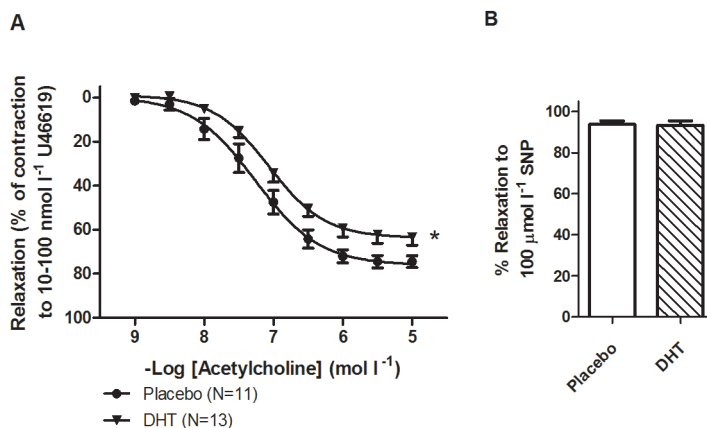 A
Relaxation (% of contraction
to 10-100 nmol l⁻¹ U46619)
0
20
40
60
80
100
*
9
8
7
6
5
-Log [Acetylcholine] (mol l⁻¹)
Placebo (N=11)
DHT (N=13)
B
% Relaxation to
100 μmol l⁻¹ SNP
100
80
60
40
20
0
Placebo
DHT